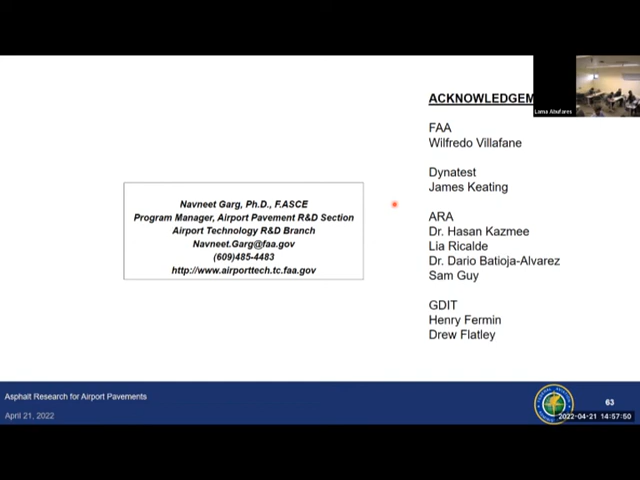 ACKNOWLEDGEM
Lama Abufares
FAA
Wilfredo Villafane
Dynatest
James Keating
ARA
Dr. Hasan Kazmee
Lia Ricalde
Dr. Dario Batioja-Alvarez
Sam Guy
GDIT
Henry Fermin
Drew Flatley
Navneet Garg, Ph.D., F.ASCE
Program Manager, Airport Pavement R&D Section
Airport Technology R&D Branch
Navneet.Garg@faa.gov
(609)485-4483
http://www.airporttech.tc.faa.gov
Asphalt Research for Airport Pavements
April 21, 2022
63
2022-04-21 14:57:50